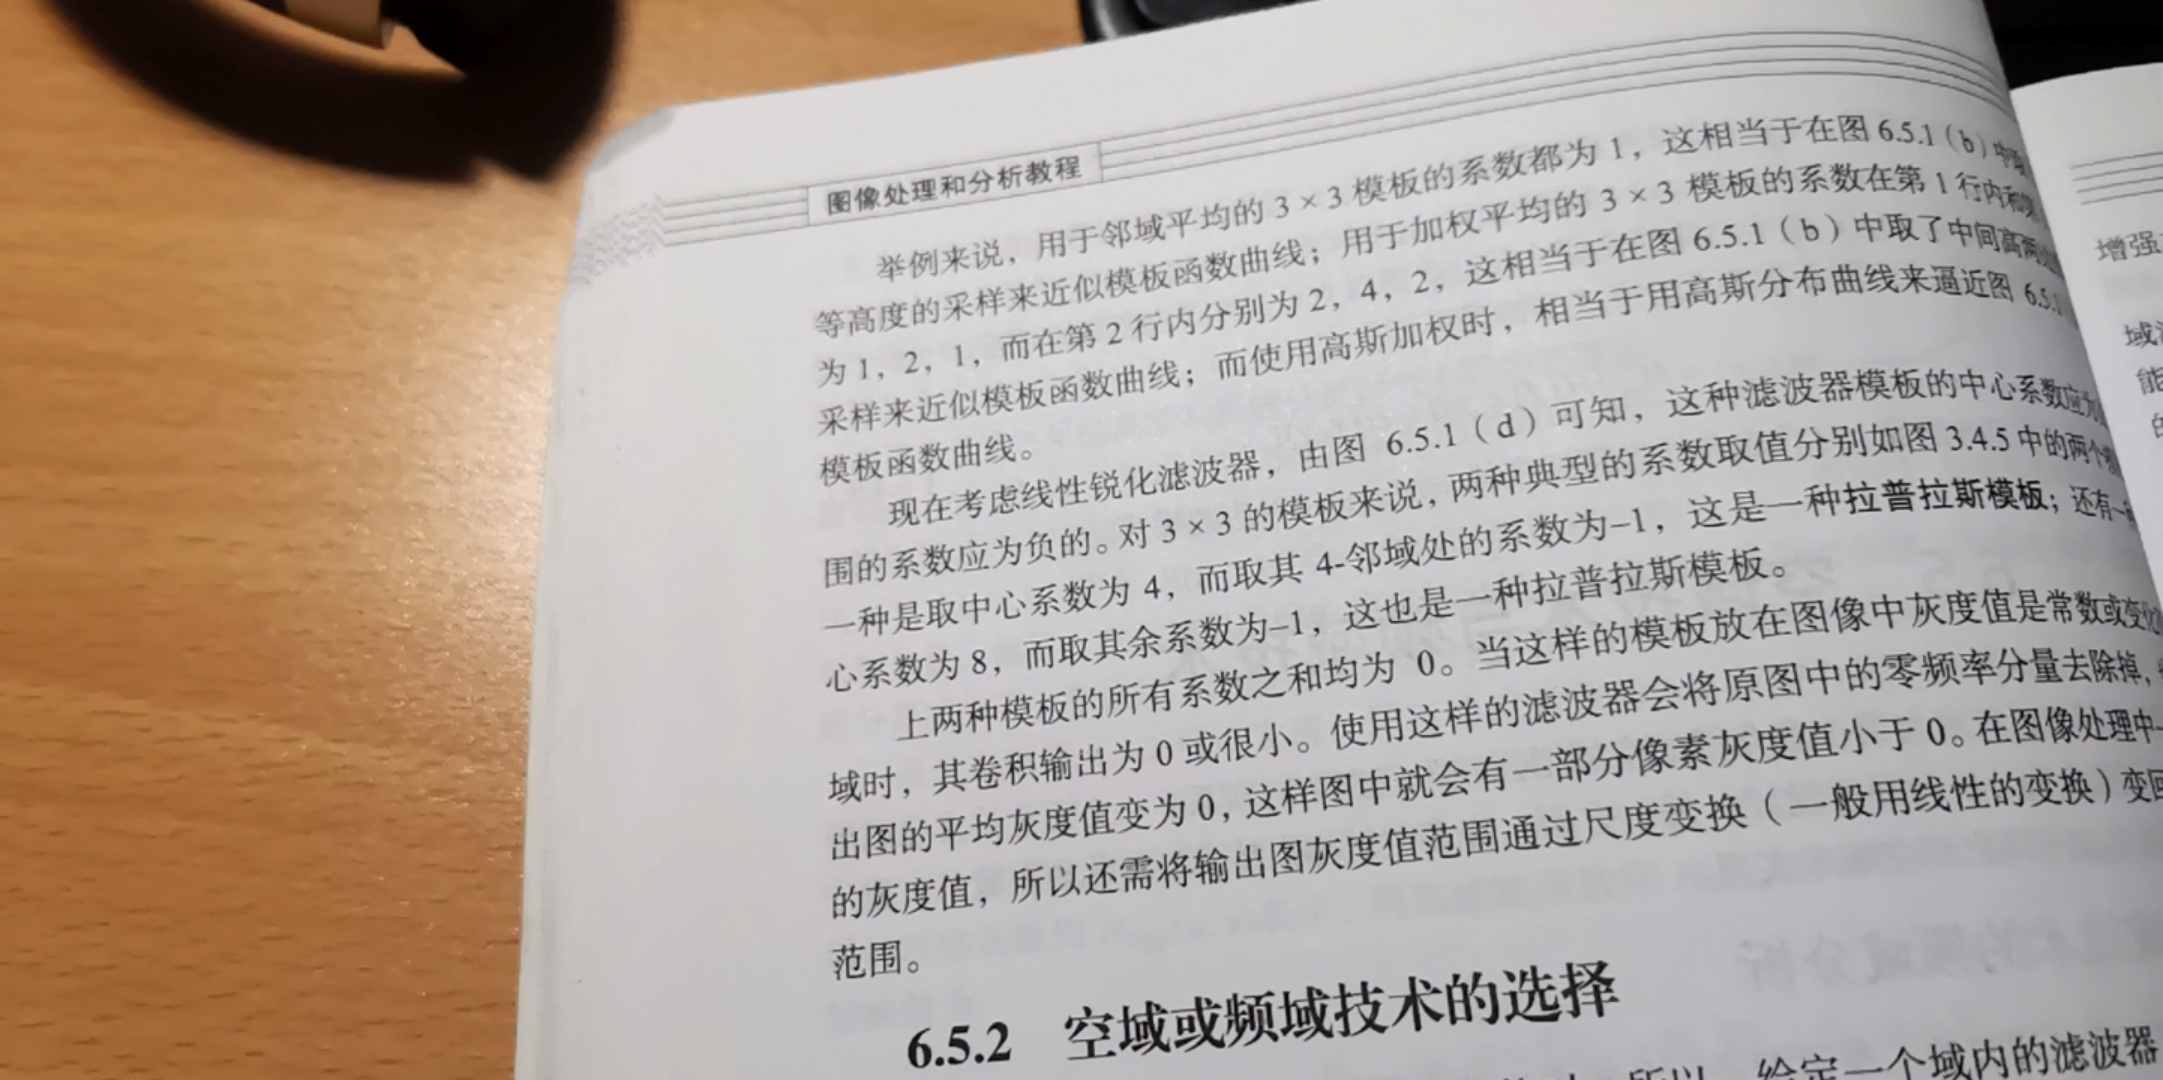 图像处理和分析教程
举例来说，用于邻域平均的 3 × 3 模板的系数都为 1，这相当于在图 6.5.1（b）中
等高度的采样来近似模板函数曲线；用于加权平均的 3 × 3 模板的系数在第 1 行内和
为 1，2，1，而在第 2 行内分别为 2，4，2，这相当于在图 6.5.1（b）中取了中间高两
采样来近似模板函数曲线；而使用高斯加权时，相当于用高斯分布曲线来逼近图 6.5.1
模板函数曲线。
现在考虑线性锐化滤波器，由图 6.5.1（d）可知，这种滤波器模板的中心系数应为
围的系数应为负的。对 3 × 3 的模板来说，两种典型的系数取值分别如图 3.4.5 中的两个
一种是取中心系数为 4，而取其 4-邻域处的系数为–1，这是一种拉普拉斯模板；还有
心系数为 8，而取其余系数为–1，这也是一种拉普拉斯模板。
上两种模板的所有系数之和均为 0。当这样的模板放在图像中灰度值是常数或变化
域时，其卷积输出为 0 或很小。使用这样的滤波器会将原图中的零频率分量去除掉，
出图的平均灰度值变为 0，这样图中就会有一部分像素灰度值小于 0。在图像处理中
的灰度值，所以还需将输出图灰度值范围通过尺度变换（一般用线性的变换）变回
范围。
6.5.2 空域或频域技术的选择
所以，给定一个域内的滤波器
增强
域
能